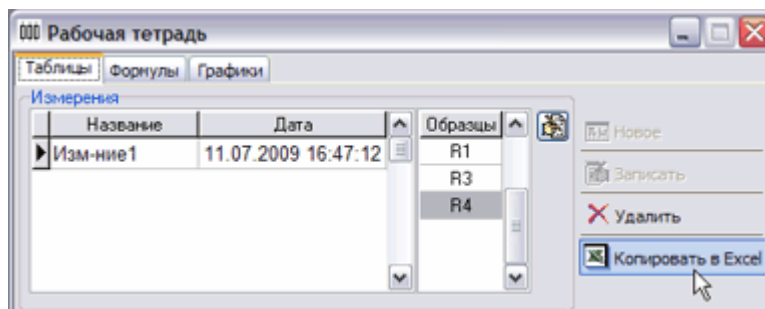 Рабочая тетрадь
Таблицы Формулы Графики
Измерения
Название Дата Образцы
Изм-ние1 11.07.2009 16:47:12 R1
R3
R4
Новое
Записать
Удалить
Копировать в Excel